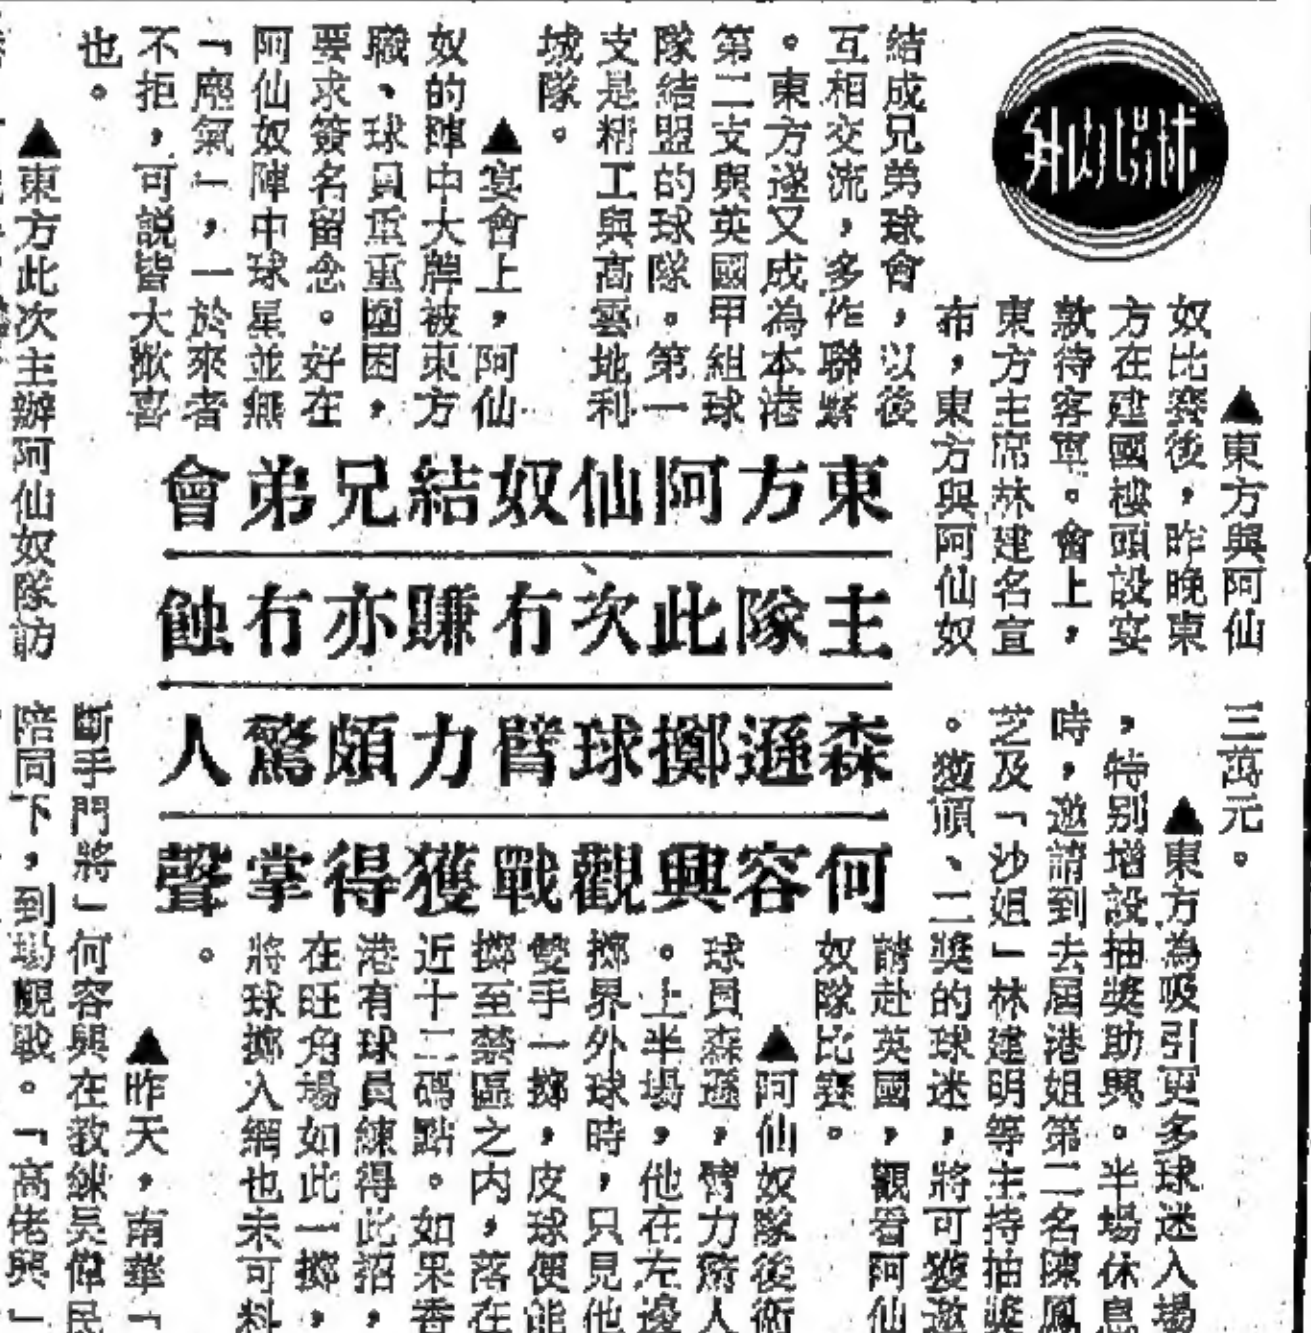 球場內外
▲東方與阿仙
奴比賽後，昨晚東
方在建國樓頭設宴
款待客軍。會上，
東方主席林建名宣
布，東方與阿仙奴
結成兄弟球會，以後
互相交流，多作聯繫
。東方遂又成為本港
第二支與英國甲組球
隊結盟的球隊。第一
支是精工與高雲地利
城隊。
▲宴會上，阿仙
奴的陣中大牌被東方
職、球員重重圍困，
要求簽名留念。好在
阿仙奴陣中球星並無
「壓氣」，一於來者
不拒，可說皆大歡喜
也。
▲東方此次主辦阿仙奴隊訪
東方阿仙奴結兄弟會
主隊此次冇賺亦冇蝕
森遜擲球臂力頗驚人
何容興觀戰獲得掌聲
三萬元。
▲東方為吸引更多球迷入場
，特別增設抽獎助興。半場休息
時，邀請到去屆港姐第二名陳鳳
芝及「沙姐」林建明等主持抽獎
。獲頭、二獎的球迷，將可獲邀
請赴英國，觀看阿仙
奴隊比賽。
▲阿仙奴隊後衛
球員森遜，臂力驚人
。上半場，他在左邊
擲界外球時，只見他
雙手一擲，皮球便能
擲至禁區之內，落在
近十二碼點。如果香
港有球員練得此招，
在旺角場如此一擲，
將球擲入網也未可料
。
▲昨天，南華「
斷手門將」何容興在教練吳偉民
陪同下，到場觀戰。「高佬興」